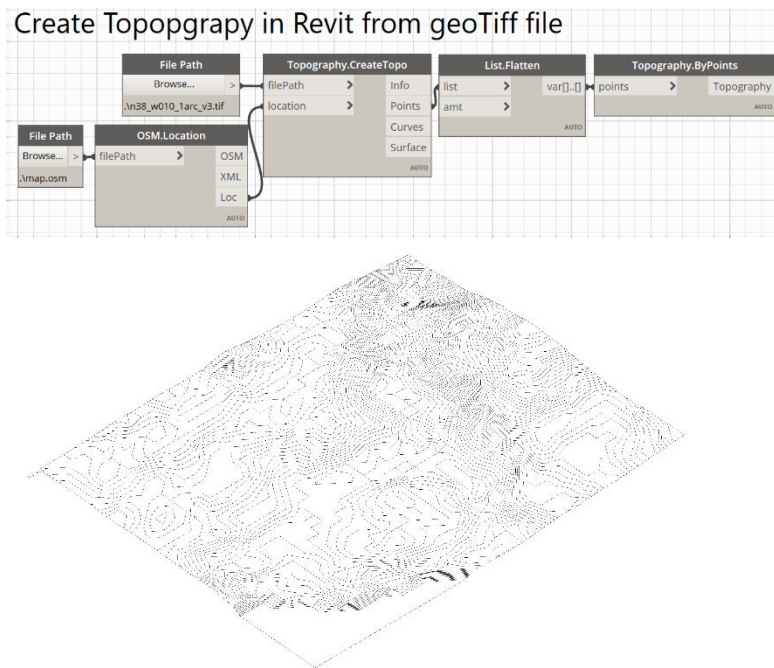 Create Topopgrapy in Revit from geoTiff file
File Path
Browse... >
.\n38_w010_1arc_v3.tif
Topography.CreateTopo
filePath > Info
location > Points
Curves
Surface
AUTO
List.Flatten
list > var[]..[]
amt >
AUTO
Topography.ByPoints
points > Topography
AUTO
File Path
Browse... >
.\map.osm
OSM.Location
filePath > OSM
XML
Loc
AUTO